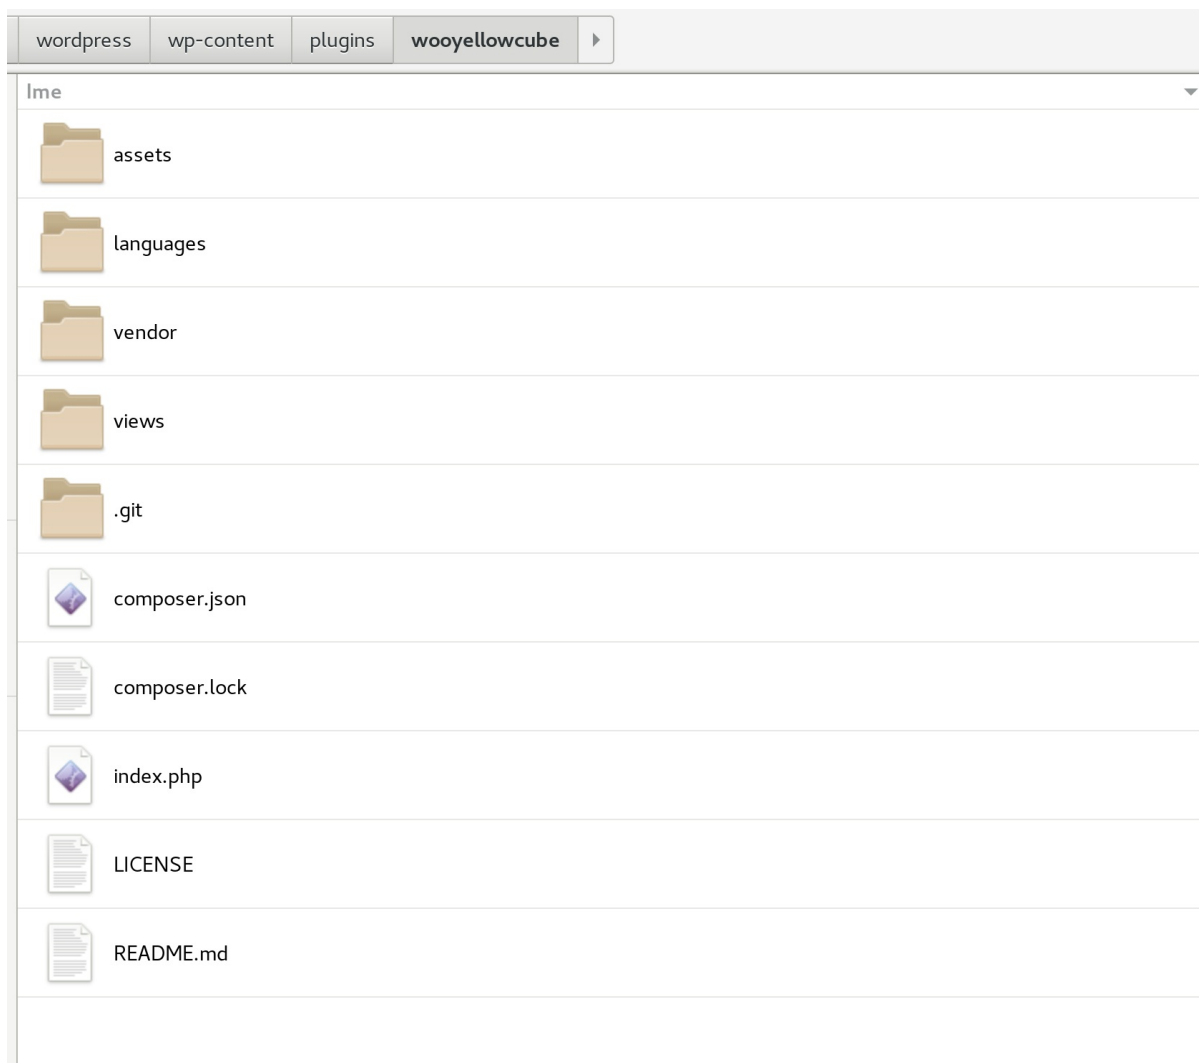 wordpress wp-content plugins wooyellowcube
Ime
assets
languages
vendor
views
.git
composer.json
composer.lock
index.php
LICENSE
README.md